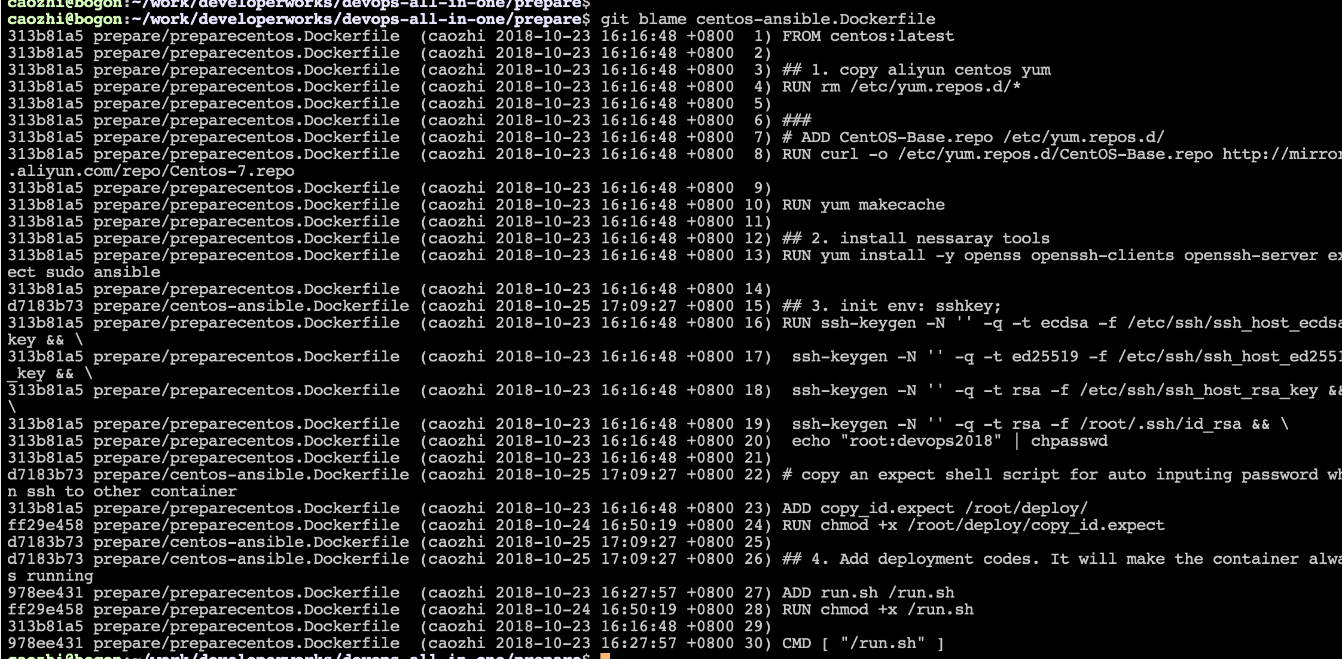 caozhi@bogon:~/work/developerworks/devops-all-in-one/prepare$
caozhi@bogon:~/work/developerworks/devops-all-in-one/prepare$ git blame centos-ansible.Dockerfile
313b81a5 prepare/preparecentos.Dockerfile  (caozhi 2018-10-23 16:16:48 +0800  1) FROM centos:latest
313b81a5 prepare/preparecentos.Dockerfile  (caozhi 2018-10-23 16:16:48 +0800  2)
313b81a5 prepare/preparecentos.Dockerfile  (caozhi 2018-10-23 16:16:48 +0800  3) ## 1. copy aliyun centos yum
313b81a5 prepare/preparecentos.Dockerfile  (caozhi 2018-10-23 16:16:48 +0800  4) RUN rm /etc/yum.repos.d/*
313b81a5 prepare/preparecentos.Dockerfile  (caozhi 2018-10-23 16:16:48 +0800  5)
313b81a5 prepare/preparecentos.Dockerfile  (caozhi 2018-10-23 16:16:48 +0800  6) ###
313b81a5 prepare/preparecentos.Dockerfile  (caozhi 2018-10-23 16:16:48 +0800  7) # ADD CentOS-Base.repo /etc/yum.repos.d/
313b81a5 prepare/preparecentos.Dockerfile  (caozhi 2018-10-23 16:16:48 +0800  8) RUN curl -o /etc/yum.repos.d/CentOS-Base.repo http://mirror
.aliyun.com/repo/Centos-7.repo
313b81a5 prepare/preparecentos.Dockerfile  (caozhi 2018-10-23 16:16:48 +0800  9)
313b81a5 prepare/preparecentos.Dockerfile  (caozhi 2018-10-23 16:16:48 +0800 10) RUN yum makecache
313b81a5 prepare/preparecentos.Dockerfile  (caozhi 2018-10-23 16:16:48 +0800 11)
313b81a5 prepare/preparecentos.Dockerfile  (caozhi 2018-10-23 16:16:48 +0800 12) ## 2. install nessaray tools
313b81a5 prepare/preparecentos.Dockerfile  (caozhi 2018-10-23 16:16:48 +0800 13) RUN yum install -y openss openssh-clients openssh-server ex
ect sudo ansible
313b81a5 prepare/preparecentos.Dockerfile  (caozhi 2018-10-23 16:16:48 +0800 14)
d7183b73 prepare/centos-ansible.Dockerfile (caozhi 2018-10-25 17:09:27 +0800 15) ## 3. init env: sshkey;
313b81a5 prepare/preparecentos.Dockerfile  (caozhi 2018-10-23 16:16:48 +0800 16) RUN ssh-keygen -N '' -q -t ecdsa -f /etc/ssh/ssh_host_ecdsa
key && \
313b81a5 prepare/preparecentos.Dockerfile  (caozhi 2018-10-23 16:16:48 +0800 17)  ssh-keygen -N '' -q -t ed25519 -f /etc/ssh/ssh_host_ed2551
_key && \
313b81a5 prepare/preparecentos.Dockerfile  (caozhi 2018-10-23 16:16:48 +0800 18)  ssh-keygen -N '' -q -t rsa -f /etc/ssh/ssh_host_rsa_key &&
\
313b81a5 prepare/preparecentos.Dockerfile  (caozhi 2018-10-23 16:16:48 +0800 19)  ssh-keygen -N '' -q -t rsa -f /root/.ssh/id_rsa && \
313b81a5 prepare/preparecentos.Dockerfile  (caozhi 2018-10-23 16:16:48 +0800 20)  echo "root:devops2018" | chpasswd
313b81a5 prepare/preparecentos.Dockerfile  (caozhi 2018-10-23 16:16:48 +0800 21)
d7183b73 prepare/centos-ansible.Dockerfile (caozhi 2018-10-25 17:09:27 +0800 22) # copy an expect shell script for auto inputing password wh
n ssh to other container
313b81a5 prepare/preparecentos.Dockerfile  (caozhi 2018-10-23 16:16:48 +0800 23) ADD copy_id.expect /root/deploy/
ff29e458 prepare/preparecentos.Dockerfile  (caozhi 2018-10-24 16:50:19 +0800 24) RUN chmod +x /root/deploy/copy_id.expect
d7183b73 prepare/centos-ansible.Dockerfile (caozhi 2018-10-25 17:09:27 +0800 25)
d7183b73 prepare/centos-ansible.Dockerfile (caozhi 2018-10-25 17:09:27 +0800 26) ## 4. Add deployment codes. It will make the container alwa
s running
978ee431 prepare/preparecentos.Dockerfile  (caozhi 2018-10-23 16:27:57 +0800 27) ADD run.sh /run.sh
ff29e458 prepare/preparecentos.Dockerfile  (caozhi 2018-10-24 16:50:19 +0800 28) RUN chmod +x /run.sh
313b81a5 prepare/preparecentos.Dockerfile  (caozhi 2018-10-23 16:16:48 +0800 29)
978ee431 prepare/preparecentos.Dockerfile  (caozhi 2018-10-23 16:27:57 +0800 30) CMD [ "/run.sh" ]
caozhi@bogon:~/work/developerworks/devops-all-in-one/prepare$